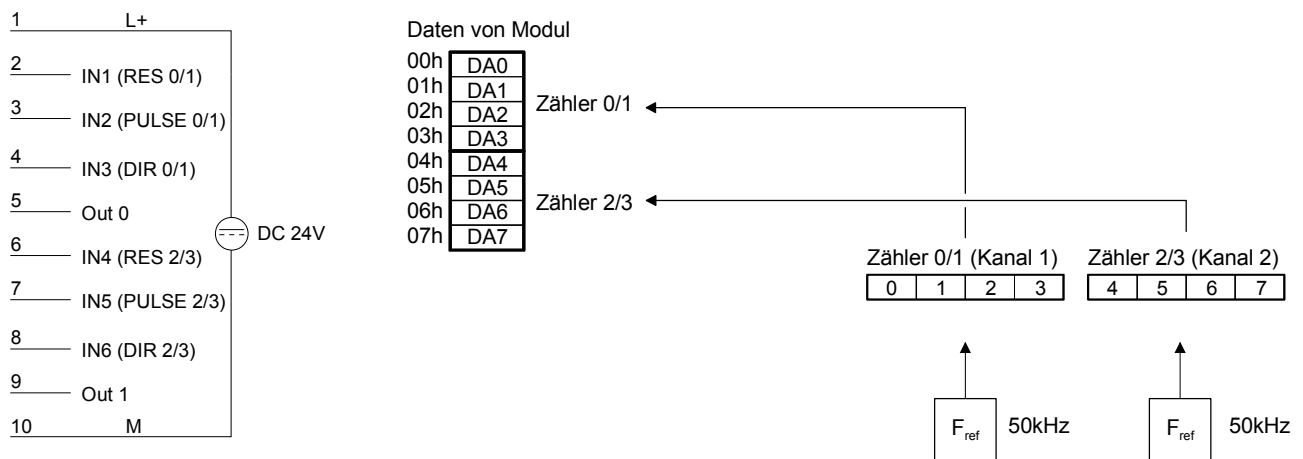 1 L+
2 IN1 (RES 0/1)
3 IN2 (PULSE 0/1)
4 IN3 (DIR 0/1)
5 Out 0
DC 24V
6 IN4 (RES 2/3)
7 IN5 (PULSE 2/3)
8 IN6 (DIR 2/3)
9 Out 1
10 M
Daten von Modul
00h DA0
01h DA1
02h DA2
03h DA3
Zähler 0/1
04h DA4
05h DA5
06h DA6
07h DA7
Zähler 2/3
Zähler 0/1 (Kanal 1)
0 1 2 3
Zähler 2/3 (Kanal 2)
4 5 6 7
Fref 50kHz
Fref 50kHz